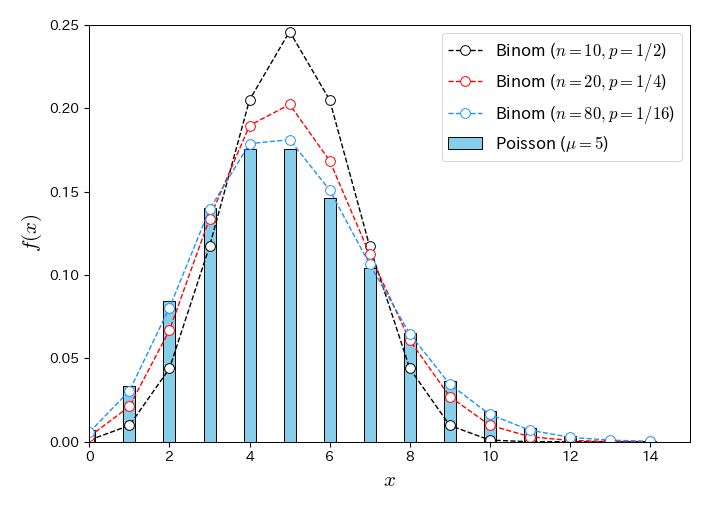 0.25
0.20
0.15
0.10
0.05
0.00
f(x)
0 2 4 6 8 10 12 14
x
Binom (n = 10, p = 1/2)
Binom (n = 20, p = 1/4)
Binom (n = 80, p = 1/16)
Poisson (μ = 5)